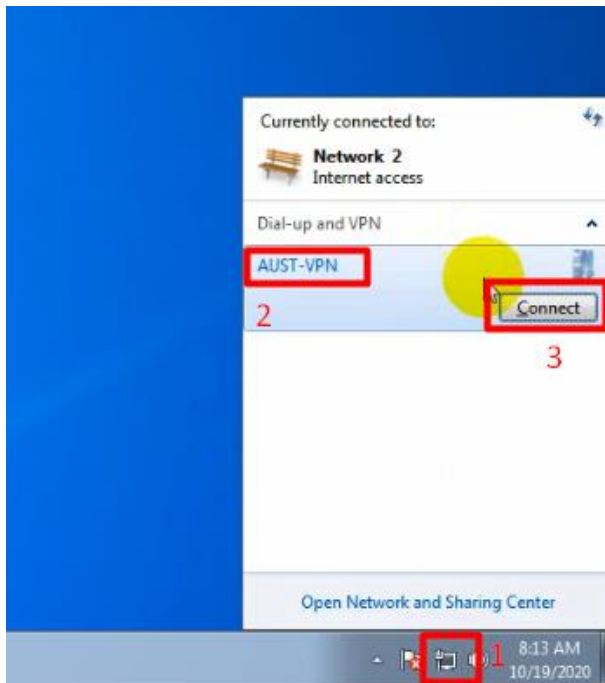 Currently connected to:
Network 2
Internet access
Dial-up and VPN
AUST-VPN
2
Connect
3
Open Network and Sharing Center
1
8:13 AM
10/19/2020